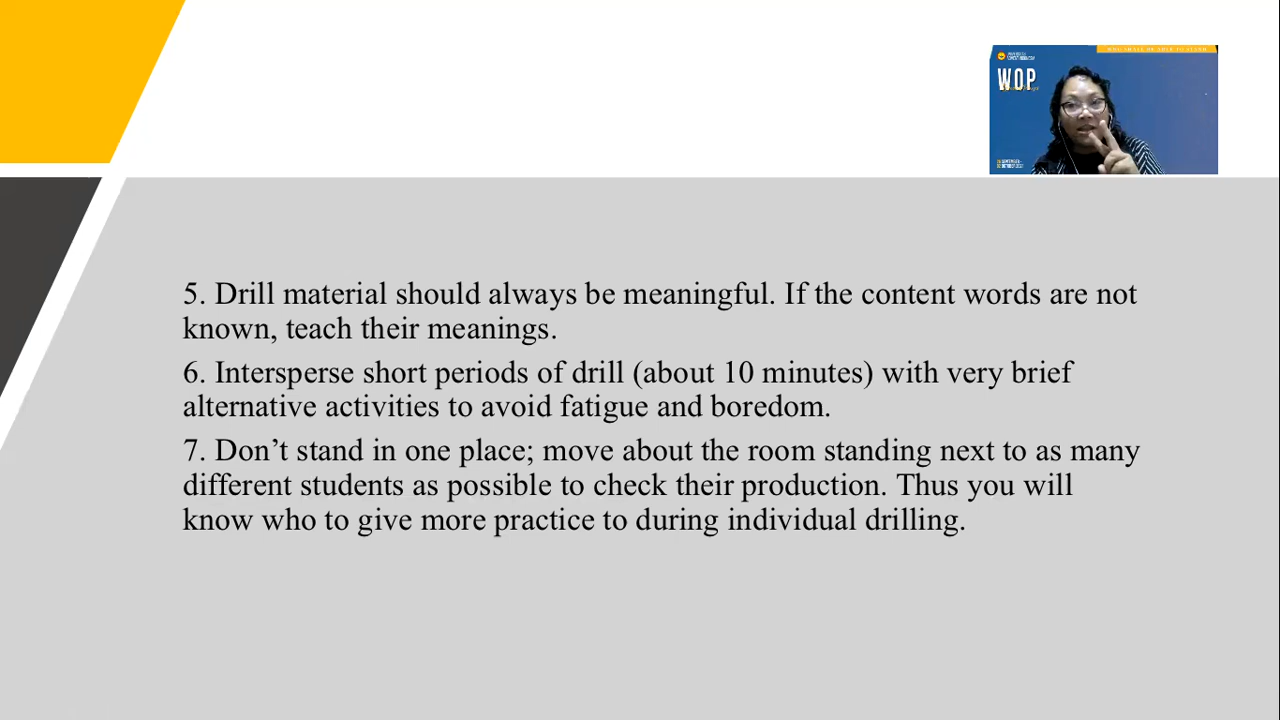 WOP
5. Drill material should always be meaningful. If the content words are not
known, teach their meanings.
6. Intersperse short periods of drill (about 10 minutes) with very brief
alternative activities to avoid fatigue and boredom.
7. Don’t stand in one place; move about the room standing next to as many
different students as possible to check their production. Thus you will
know who to give more practice to during individual drilling.